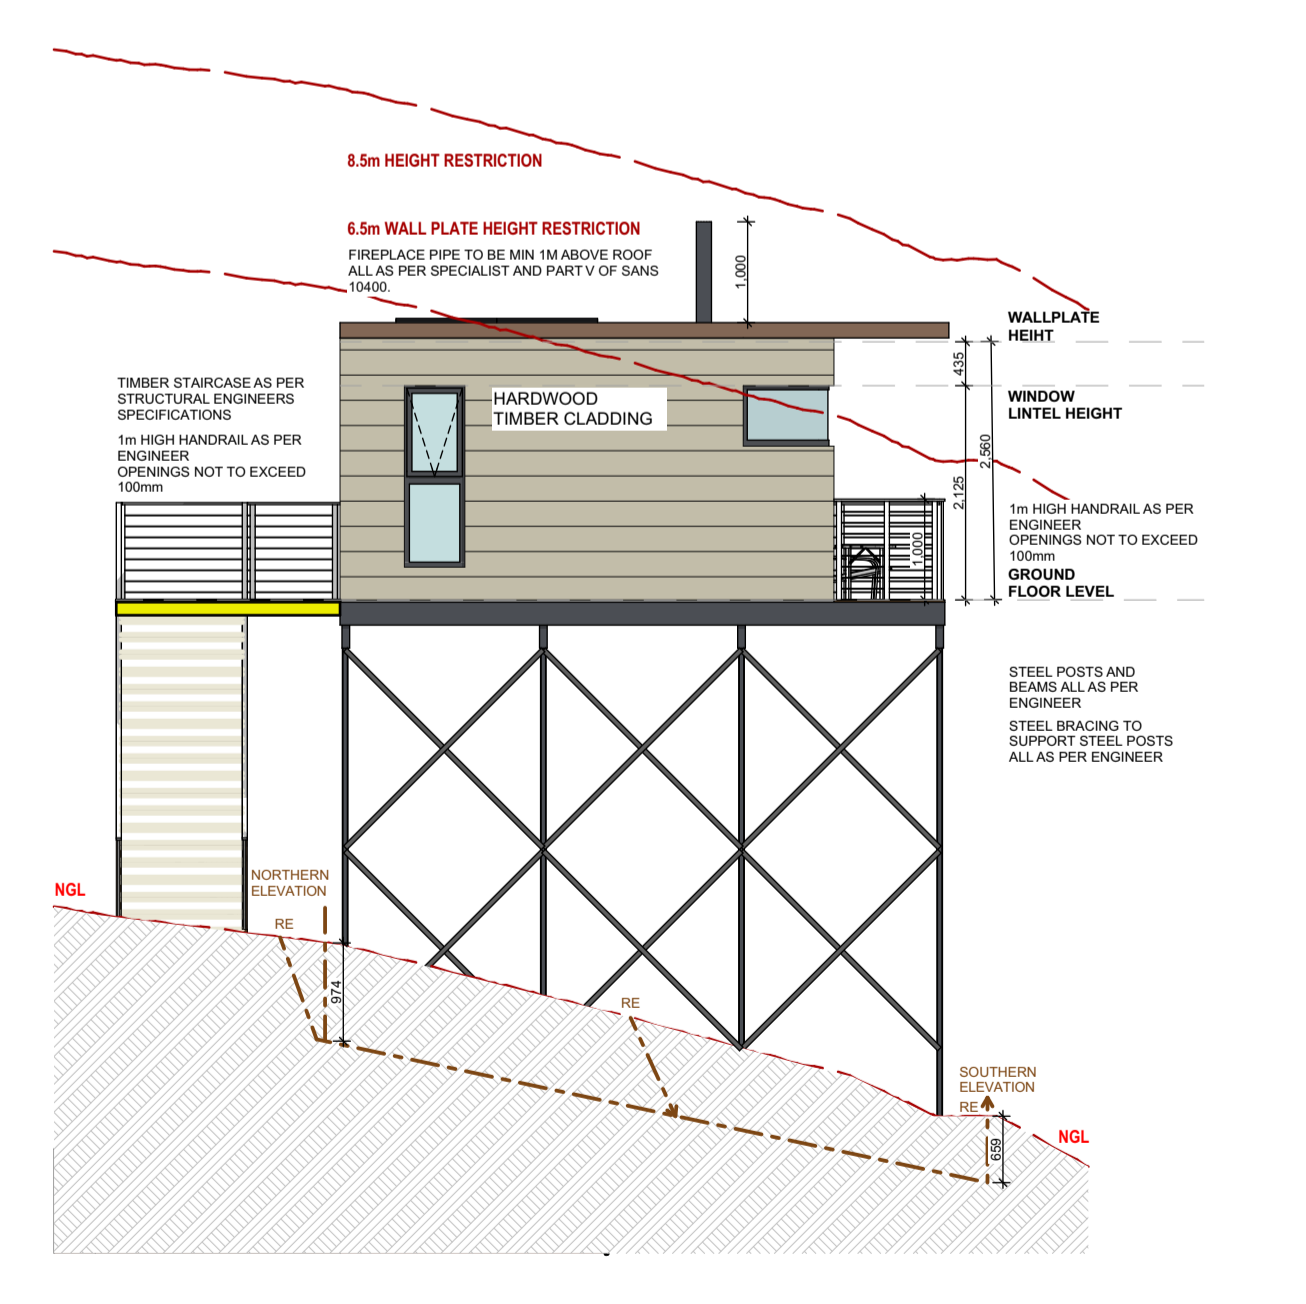 8.5m HEIGHT RESTRICTION
6.5m WALL PLATE HEIGHT RESTRICTION
FIREPLACE PIPE TO BE MIN 1M ABOVE ROOF
ALL AS PER SPECIALIST AND PART V OF SANS
10400.
1,000
WALLPLATE
HEIHT
435
WINDOW
LINTEL HEIGHT
TIMBER STAIRCASE AS PER
STRUCTURAL ENGINEERS
SPECIFICATIONS
1m HIGH HANDRAIL AS PER
ENGINEER
OPENINGS NOT TO EXCEED
100mm
HARDWOOD
TIMBER CLADDING
2,560
2,125
1,000
1m HIGH HANDRAIL AS PER
ENGINEER
OPENINGS NOT TO EXCEED
100mm
GROUND
FLOOR LEVEL
STEEL POSTS AND
BEAMS ALL AS PER
ENGINEER
STEEL BRACING TO
SUPPORT STEEL POSTS
ALL AS PER ENGINEER
NGL
NORTHERN
ELEVATION
RE
974
RE
SOUTHERN
ELEVATION
RE
659
NGL